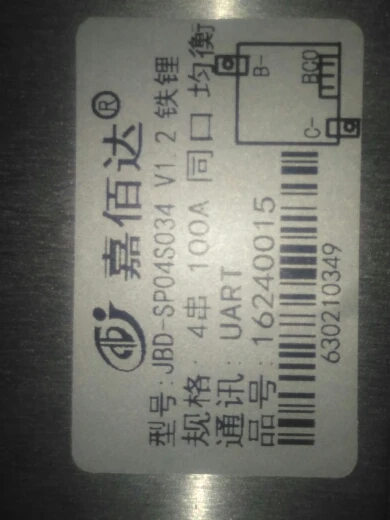 嘉佰达®
型号:JBD-SP04S034 V1.2 铁锂
规格: 4串 100A 同口 均衡
通讯: UART
品号:16240015
630210349
B-
BCO
C-